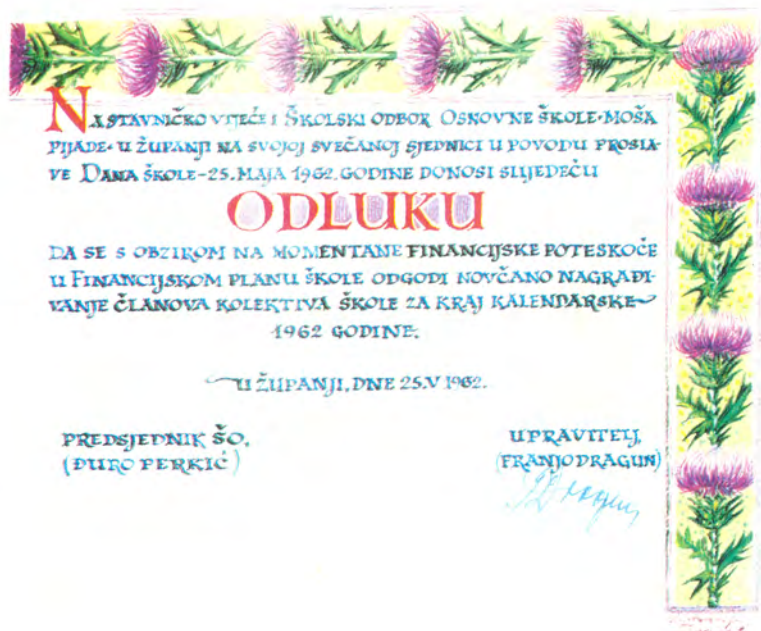 NASTAVNIČKO VIJEĆE I ŠKOLSKI ODBOR OSNOVNE ŠKOLE•MOŠA
PIJADE• U ŽUPANJI NA SVOJOJ SVEČANOJ SJEDNICI U POVODU PROSLA-
VE DANA ŠKOLE-25. MAJA 1962. GODINE DONOSI SLIJEDEĆU
ODLUKU
DA SE S OBZIROM NA MOMENTANE FINANCIJSKE POTESKOĆE
U FINANCIJSKOM PLANU ŠKOLE ODGODI NOVČANO NAGRAĐI-
VANJE ČLANOVA KOLEKTIVA ŠKOLE ZA KRAJ KALENDARSKE
1962 GODINE.
U ŽUPANJI, DNE 25.V 1962.
PREDSJEDNIK ŠO.
(ĐURO PERKIĆ)
UPRAVITELJ,
(FRANJO DRAGUN)